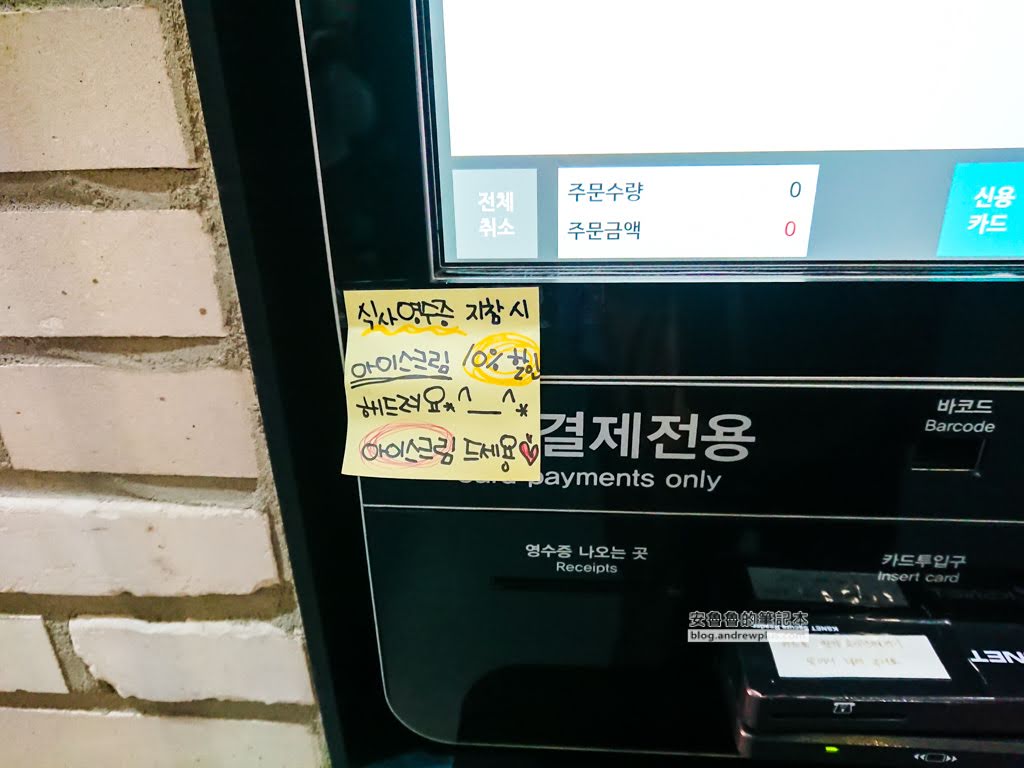 전체
취소
주문수량 0
주문금액 0
신용
카드
식사영수증 지참 시
아이스크림 10% 할인
해드려요*^__^*
아이스크림 드세용♥
결제전용
card payments only
바코드
Barcode
영수증 나오는 곳
Receipts
카드투입구
Insert card
安魯魯的筆記本